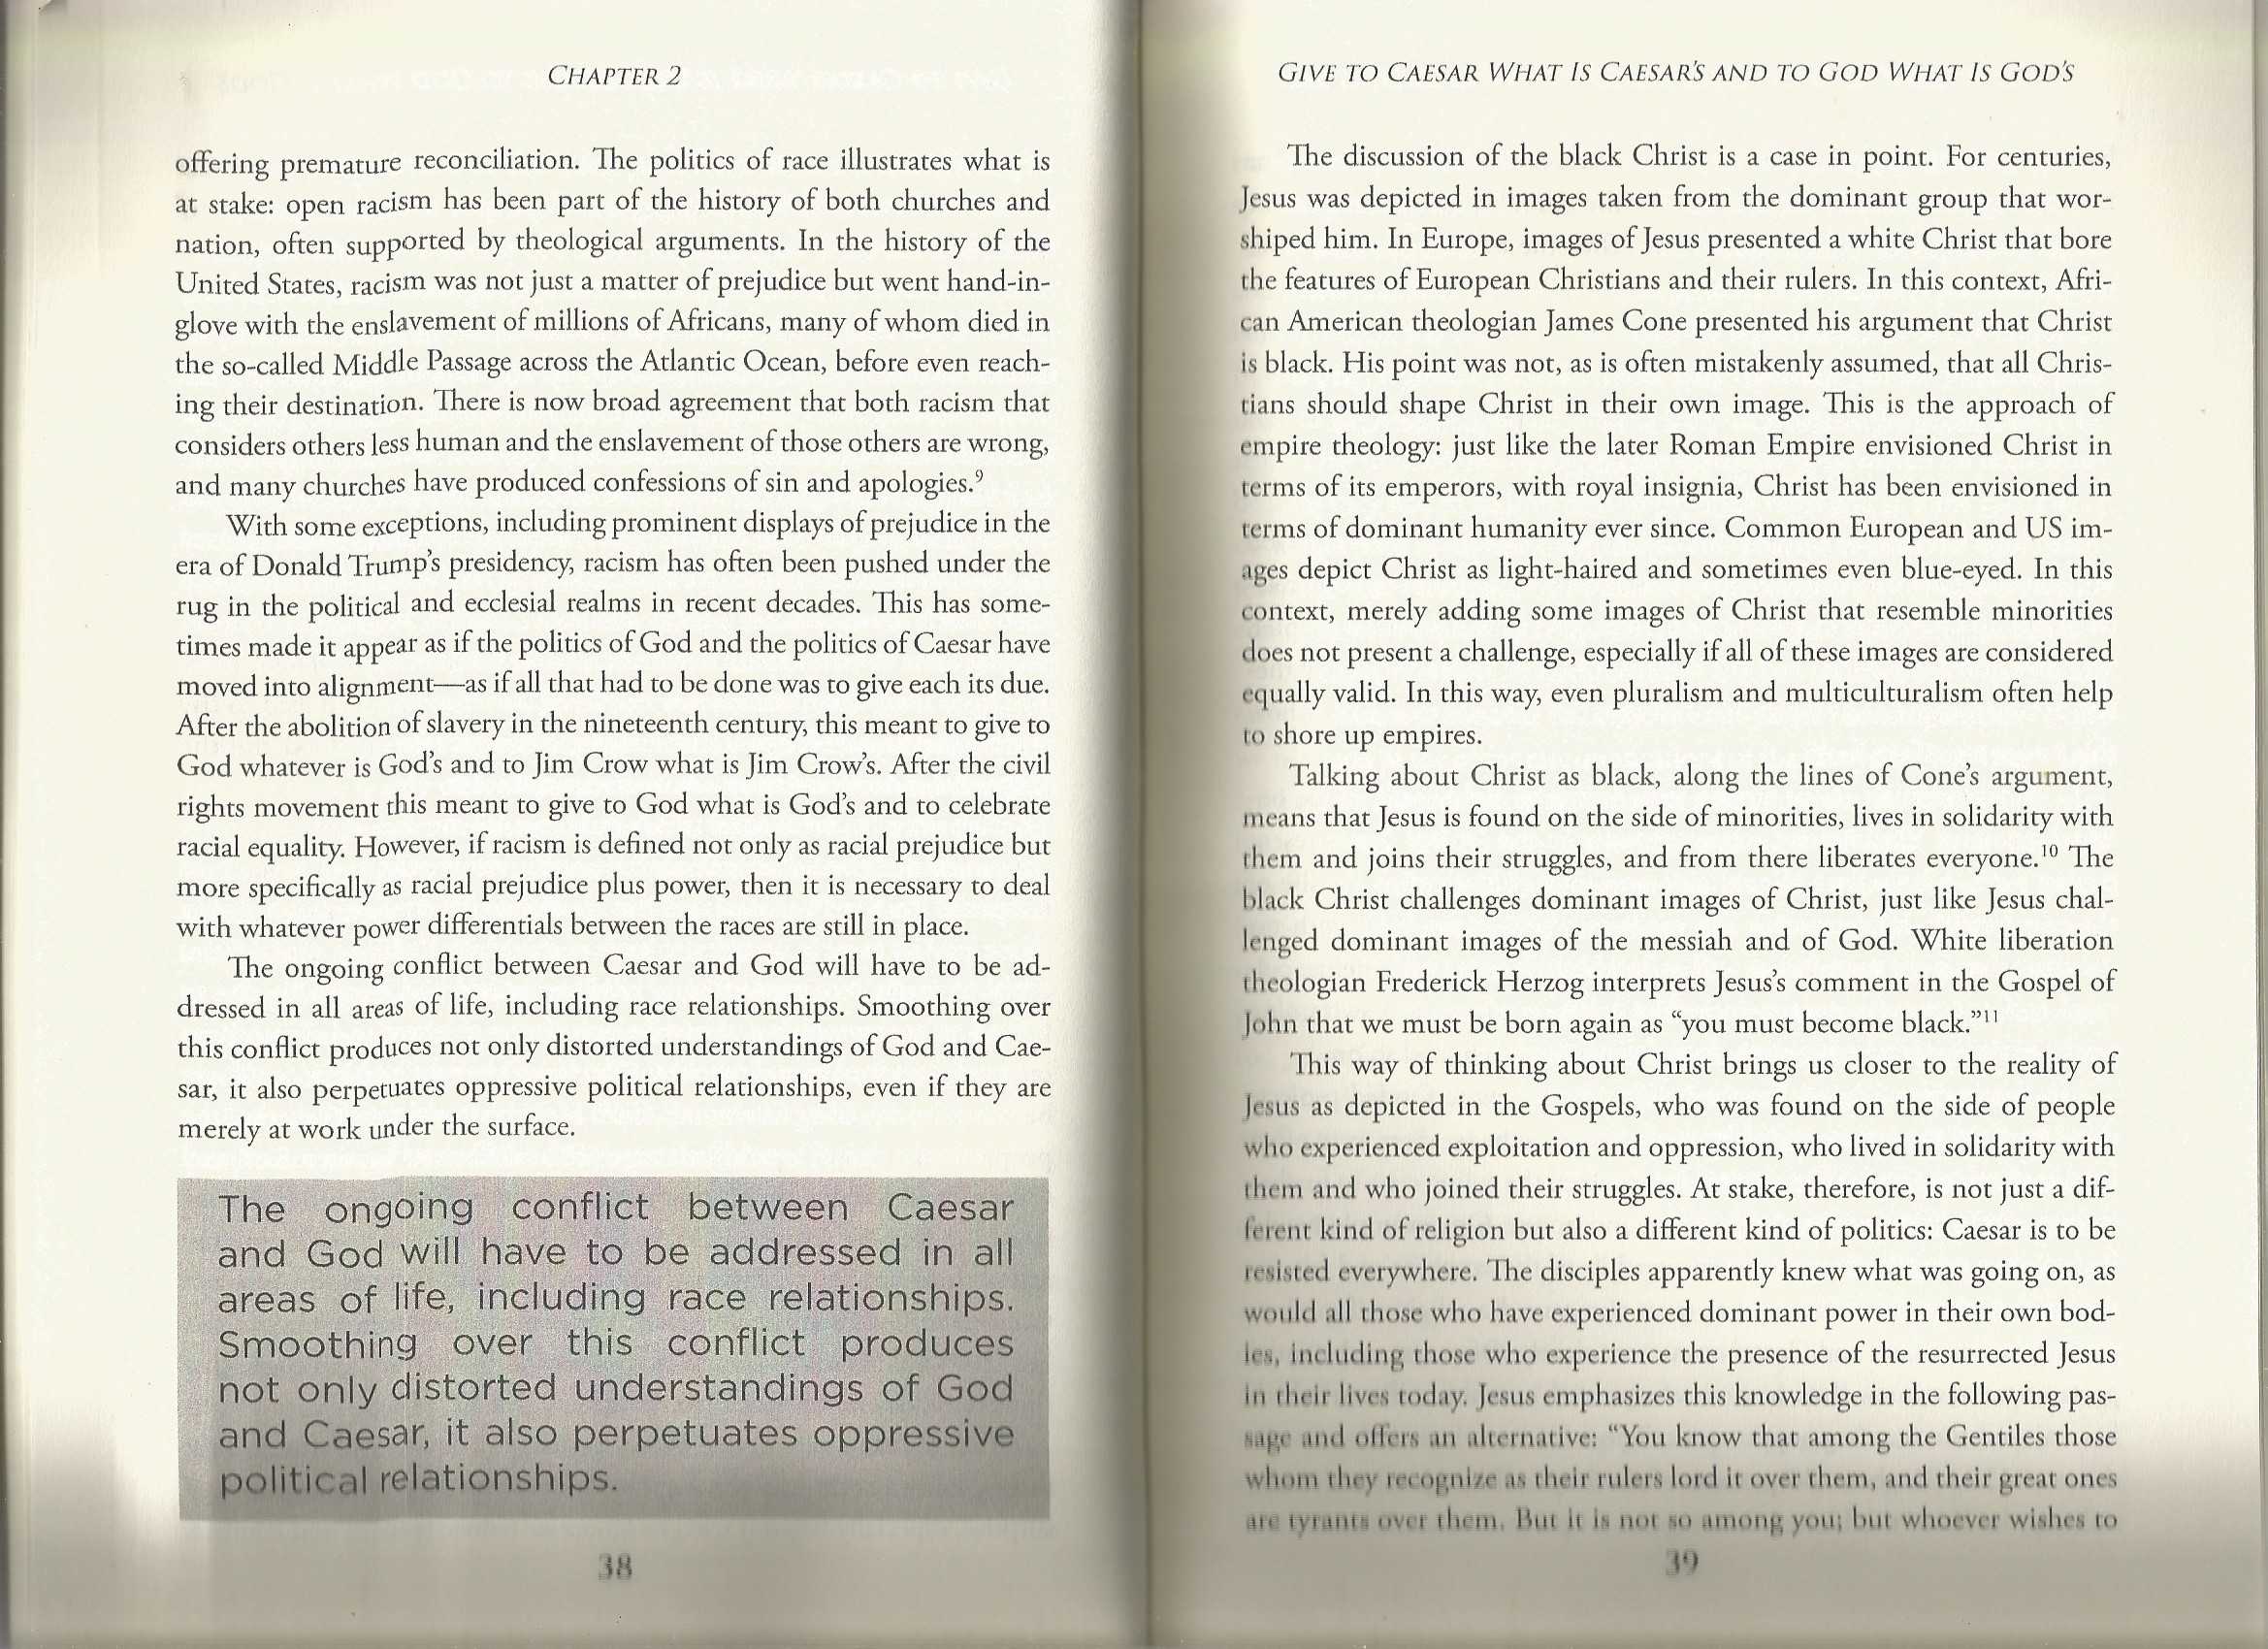 CHAPTER 2
offering premature reconciliation. The politics of race illustrates what is
at stake: open racism has been part of the history of both churches and
nation, often supported by theological arguments. In the history of the
United States, racism was not just a matter of prejudice but went hand-in-
glove with the enslavement of millions of Africans, many of whom died in
the so-called Middle Passage across the Atlantic Ocean, before even reach-
ing their destination. There is now broad agreement that both racism that
considers others less human and the enslavement of those others are wrong,
and many churches have produced confessions of sin and apologies.⁹
With some exceptions, including prominent displays of prejudice in the
era of Donald Trump's presidency, racism has often been pushed under the
rug in the political and ecclesial realms in recent decades. This has some-
times made it appear as if the politics of God and the politics of Caesar have
moved into alignment—as if all that had to be done was to give each its due.
After the abolition of slavery in the nineteenth century, this meant to give to
God whatever is God's and to Jim Crow what is Jim Crow's. After the civil
rights movement this meant to give to God what is God's and to celebrate
racial equality. However, if racism is defined not only as racial prejudice but
more specifically as racial prejudice plus power, then it is necessary to deal
with whatever power differentials between the races are still in place.
The ongoing conflict between Caesar and God will have to be ad-
dressed in all areas of life, including race relationships. Smoothing over
this conflict produces not only distorted understandings of God and Cae-
sar, it also perpetuates oppressive political relationships, even if they are
merely at work under the surface.
The ongoing conflict between Caesar
and God will have to be addressed in all
areas of life, including race relationships.
Smoothing over this conflict produces
not only distorted understandings of God
and Caesar, it also perpetuates oppressive
political relationships.
38
GIVE TO CAESAR WHAT IS CAESAR'S AND TO GOD WHAT IS GOD'S
The discussion of the black Christ is a case in point. For centuries,
Jesus was depicted in images taken from the dominant group that wor-
shiped him. In Europe, images of Jesus presented a white Christ that bore
the features of European Christians and their rulers. In this context, Afri-
can American theologian James Cone presented his argument that Christ
is black. His point was not, as is often mistakenly assumed, that all Chris-
tians should shape Christ in their own image. This is the approach of
empire theology: just like the later Roman Empire envisioned Christ in
terms of its emperors, with royal insignia, Christ has been envisioned in
terms of dominant humanity ever since. Common European and US im-
ages depict Christ as light-haired and sometimes even blue-eyed. In this
context, merely adding some images of Christ that resemble minorities
does not present a challenge, especially if all of these images are considered
equally valid. In this way, even pluralism and multiculturalism often help
to shore up empires.
Talking about Christ as black, along the lines of Cone's argument,
means that Jesus is found on the side of minorities, lives in solidarity with
them and joins their struggles, and from there liberates everyone.¹⁰ The
black Christ challenges dominant images of Christ, just like Jesus chal-
lenged dominant images of the messiah and of God. White liberation
theologian Frederick Herzog interprets Jesus's comment in the Gospel of
John that we must be born again as "you must become black."¹¹
This way of thinking about Christ brings us closer to the reality of
Jesus as depicted in the Gospels, who was found on the side of people
who experienced exploitation and oppression, who lived in solidarity with
them and who joined their struggles. At stake, therefore, is not just a dif-
ferent kind of religion but also a different kind of politics: Caesar is to be
resisted everywhere. The disciples apparently knew what was going on, as
would all those who have experienced dominant power in their own bod-
ies, including those who experience the presence of the resurrected Jesus
in their lives today. Jesus emphasizes this knowledge in the following pas-
sage and offers an alternative: "You know that among the Gentiles those
whom they recognize as their rulers lord it over them, and their great ones
are tyrants over them. But it is not so among you; but whoever wishes to
39